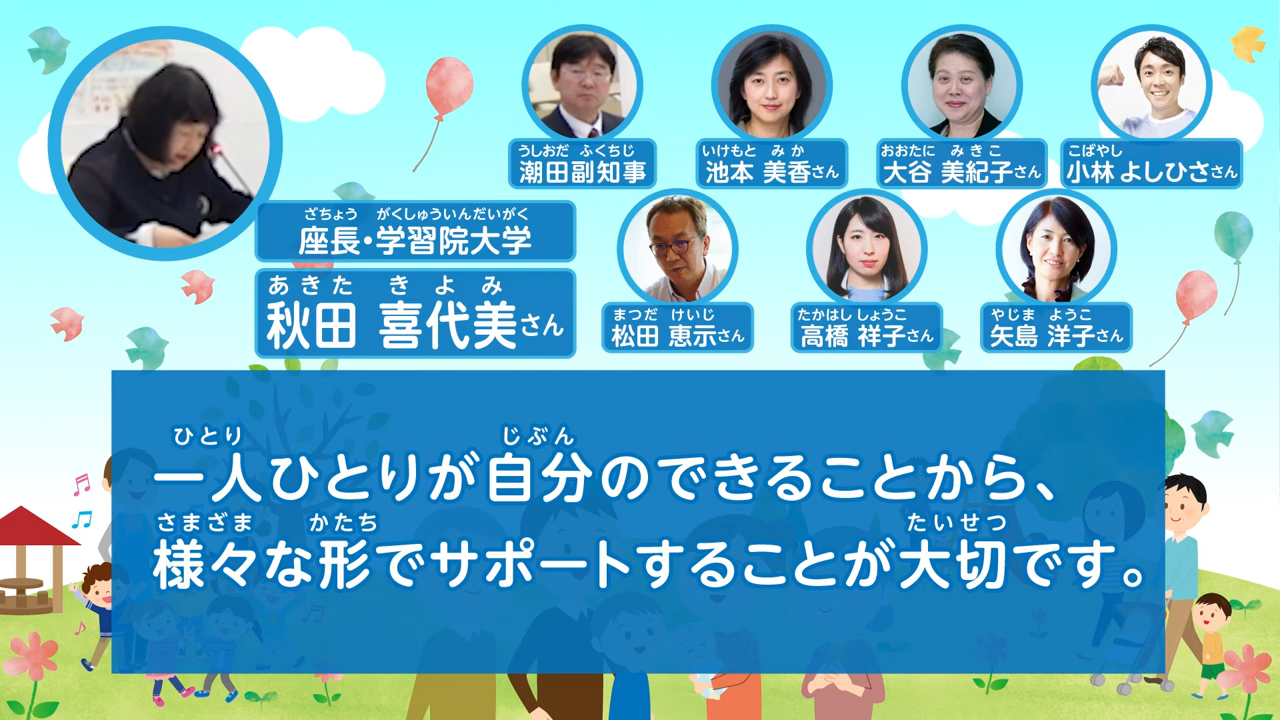 うしおだ ふくちじ
潮田副知事
いけもと みか
池本 美香さん
おおたに みきこ
大谷 美紀子さん
こばやし
小林 よしひささん
ざちょう がくしゅういんだいがく
座長・学習院大学
あきた きよみ
秋田 喜代美さん
まつだ けいじ
松田 恵示さん
たかはし しょうこ
高橋 祥子さん
やじま ようこ
矢島 洋子さん
ひとり じぶん
一人ひとりが自分のできることから、
さまざま かたち たいせつ
様々な形でサポートすることが大切です。